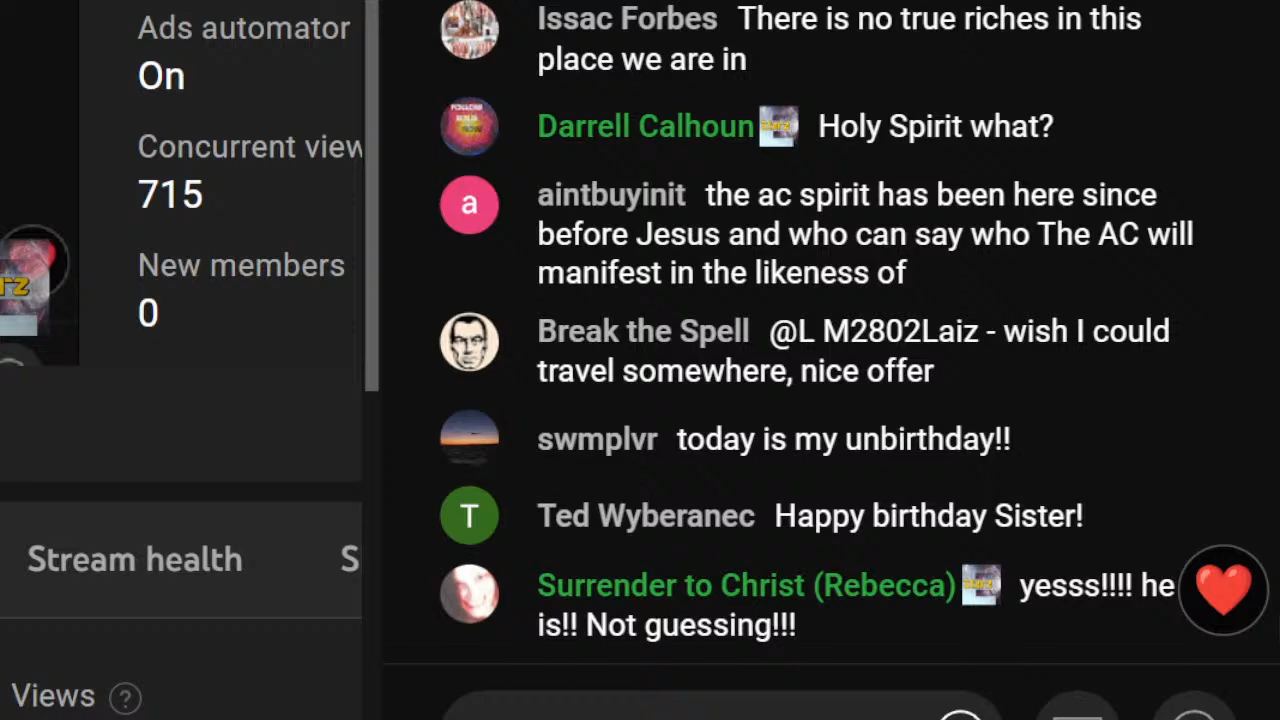 Ads automator
On
Concurrent view
715
New members
0
Stream health
S
Views ?
Issac Forbes There is no true riches in this
place we are in
Darrell Calhoun Holy Spirit what?
a
aintbuyinit the ac spirit has been here since
before Jesus and who can say who The AC will
manifest in the likeness of
Break the Spell @L M2802Laiz - wish I could
travel somewhere, nice offer
swmplvr today is my unbirthday!!
T
Ted Wyberanec Happy birthday Sister!
Surrender to Christ (Rebecca) yesss!!!! he
is!! Not guessing!!!